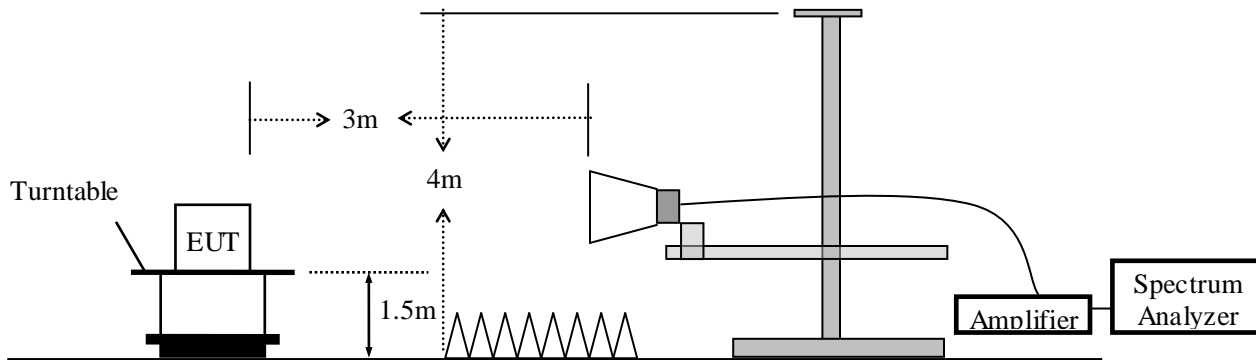 3m
4m
Turntable
EUT
1.5m
Spectrum
Analyzer
Amplifier